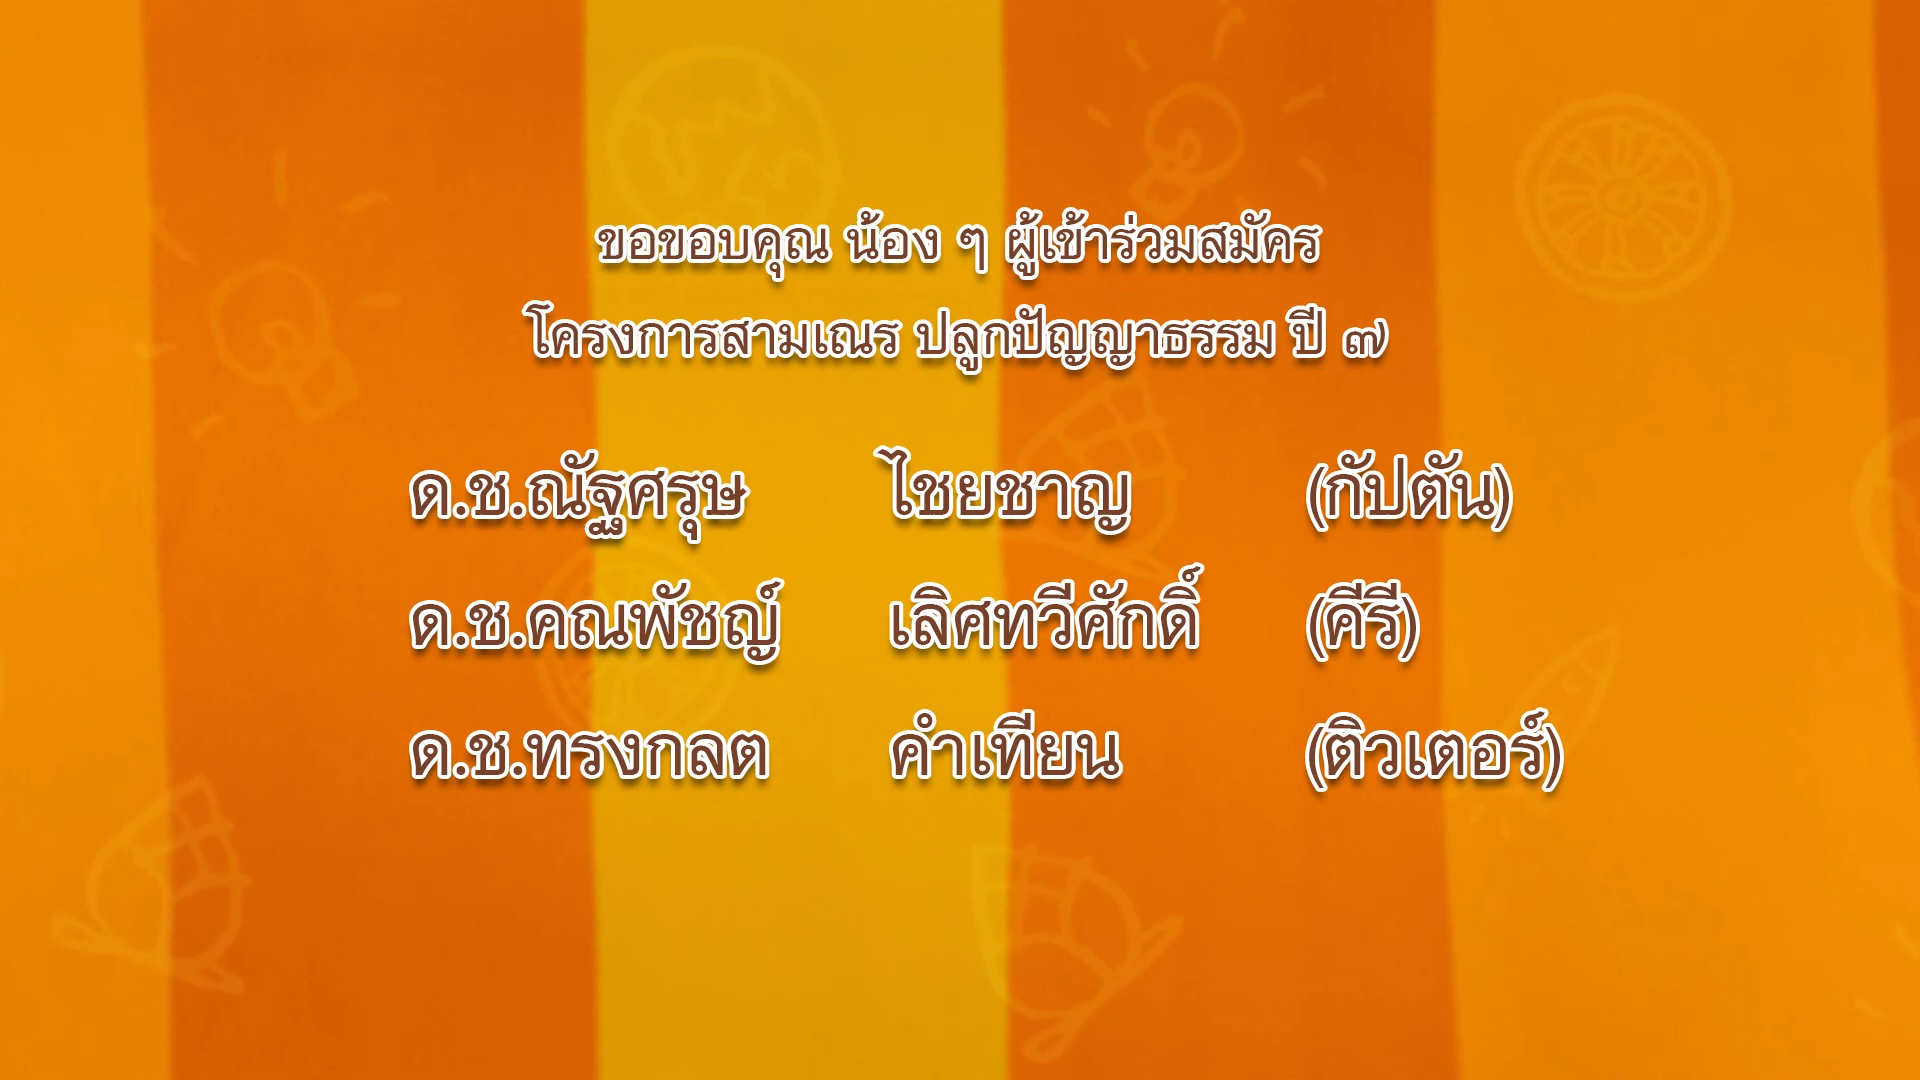 ขอขอบคุณ น้อง ๆ ผู้เข้าร่วมสมัคร
โครงการสามเณร ปลูกปัญญาธรรม ปี ๗
ด.ช.ณัฐศรุษ ไชยชาญ (กัปตัน)
ด.ช.คณพัชญ์ เลิศทวีศักดิ์ (คีรี)
ด.ช.ทรงกลต คำเทียน (ติวเตอร์)